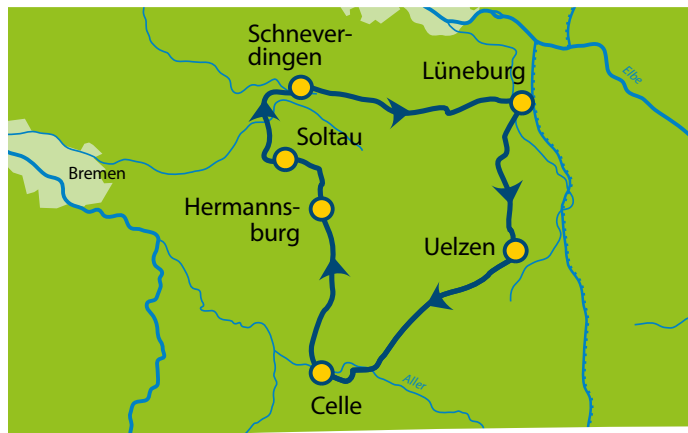 Schnever-
dingen
Lüneburg
Elbe
Soltau
Bremen
Hermanns-
burg
Uelzen
Aller
Celle